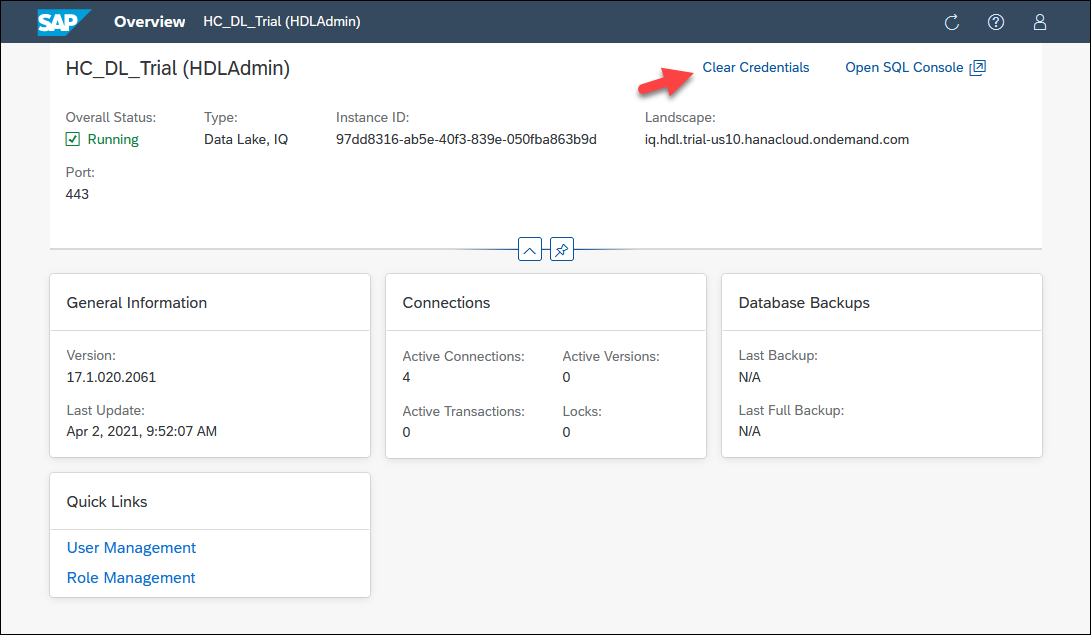 SAP Overview HC_DL_Trial (HDLAdmin)
HC_DL_Trial (HDLAdmin) Clear Credentials Open SQL Console
Overall Status: Type: Instance ID: Landscape:
Running Data Lake, IQ 97dd8316-ab5e-40f3-839e-050fba863b9d iq.hdl.trial-us10.hanacloud.ondemand.com
Port:
443
General Information
Version:
17.1.020.2061
Last Update:
Apr 2, 2021, 9:52:07 AM
Connections
Active Connections: Active Versions:
4 0
Active Transactions: Locks:
0 0
Database Backups
Last Backup:
N/A
Last Full Backup:
N/A
Quick Links
User Management
Role Management